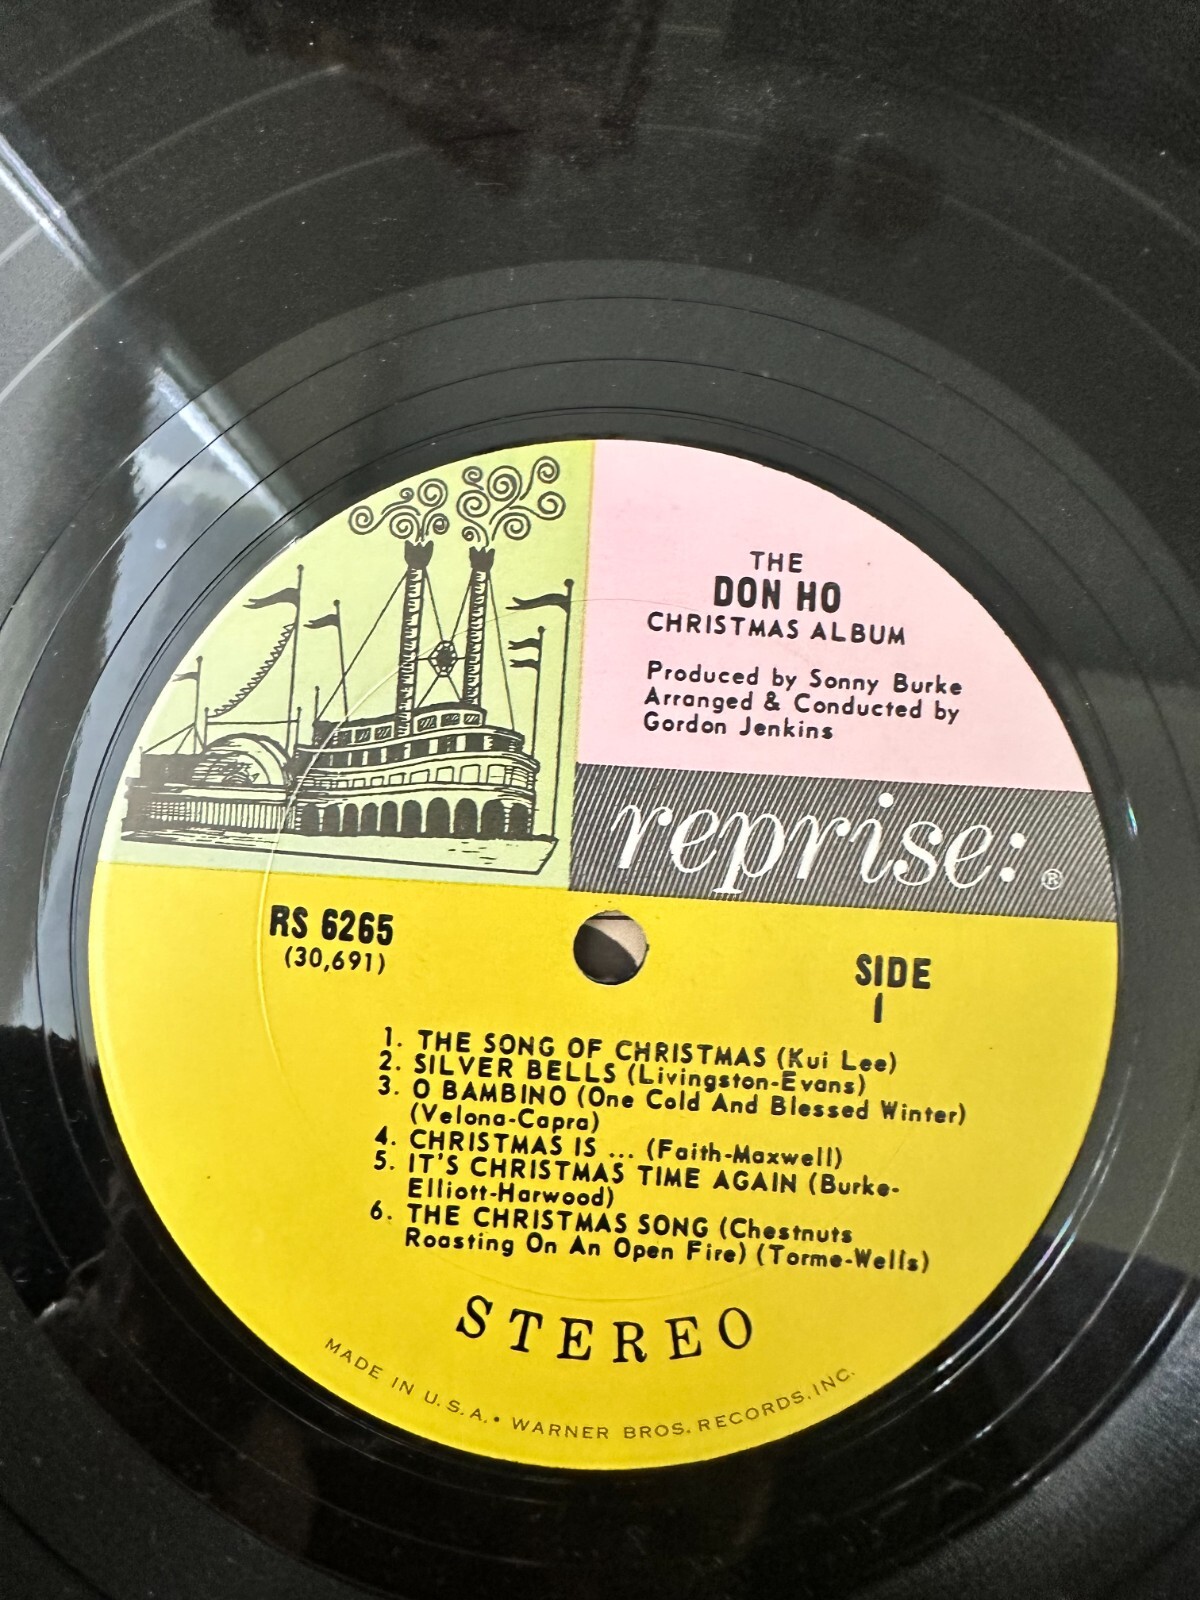 THE
DON HO
CHRISTMAS ALBUM
Produced by Sonny Burke
Arranged & Conducted by
Gordon Jenkins
reprise:®
RS 6265
(30,691)
SIDE
1
1. THE SONG OF CHRISTMAS (Kui Lee)
2. SILVER BELLS (Livingston-Evans)
3. O BAMBINO (One Cold And Blessed Winter)
(Velona-Capra)
4. CHRISTMAS IS ... (Faith-Maxwell)
5. IT'S CHRISTMAS TIME AGAIN (Burke-
Elliott-Harwood)
6. THE CHRISTMAS SONG (Chestnuts
Roasting On An Open Fire) (Torme-Wells)
STEREO
MADE IN U.S.A. • WARNER BROS. RECORDS, INC.